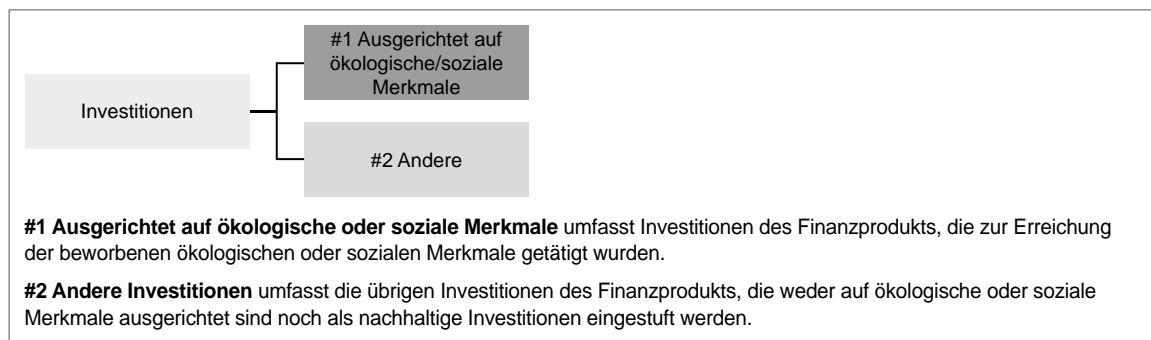 #1 Ausgerichtet auf
ökologische/soziale
Merkmale
Investitionen
#2 Andere
#1 Ausgerichtet auf ökologische oder soziale Merkmale umfasst Investitionen des Finanzprodukts, die zur Erreichung
der beworbenen ökologischen oder sozialen Merkmale getätigt wurden.
#2 Andere Investitionen umfasst die übrigen Investitionen des Finanzprodukts, die weder auf ökologische oder soziale
Merkmale ausgerichtet sind noch als nachhaltige Investitionen eingestuft werden.